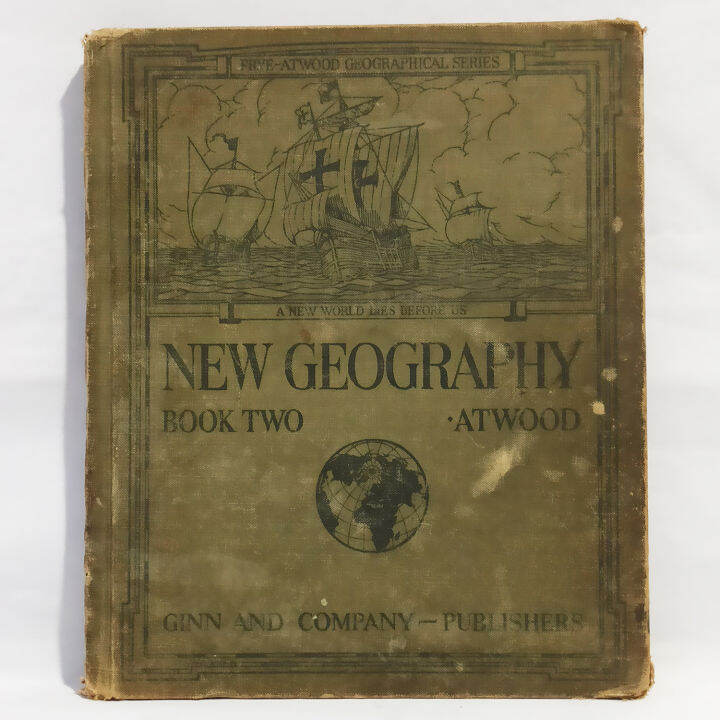 FRYE-ATWOOD GEOGRAPHICAL SERIES
A NEW WORLD LIES BEFORE US
NEW GEOGRAPHY
BOOK TWO ·ATWOOD
GINN AND COMPANY—PUBLISHERS